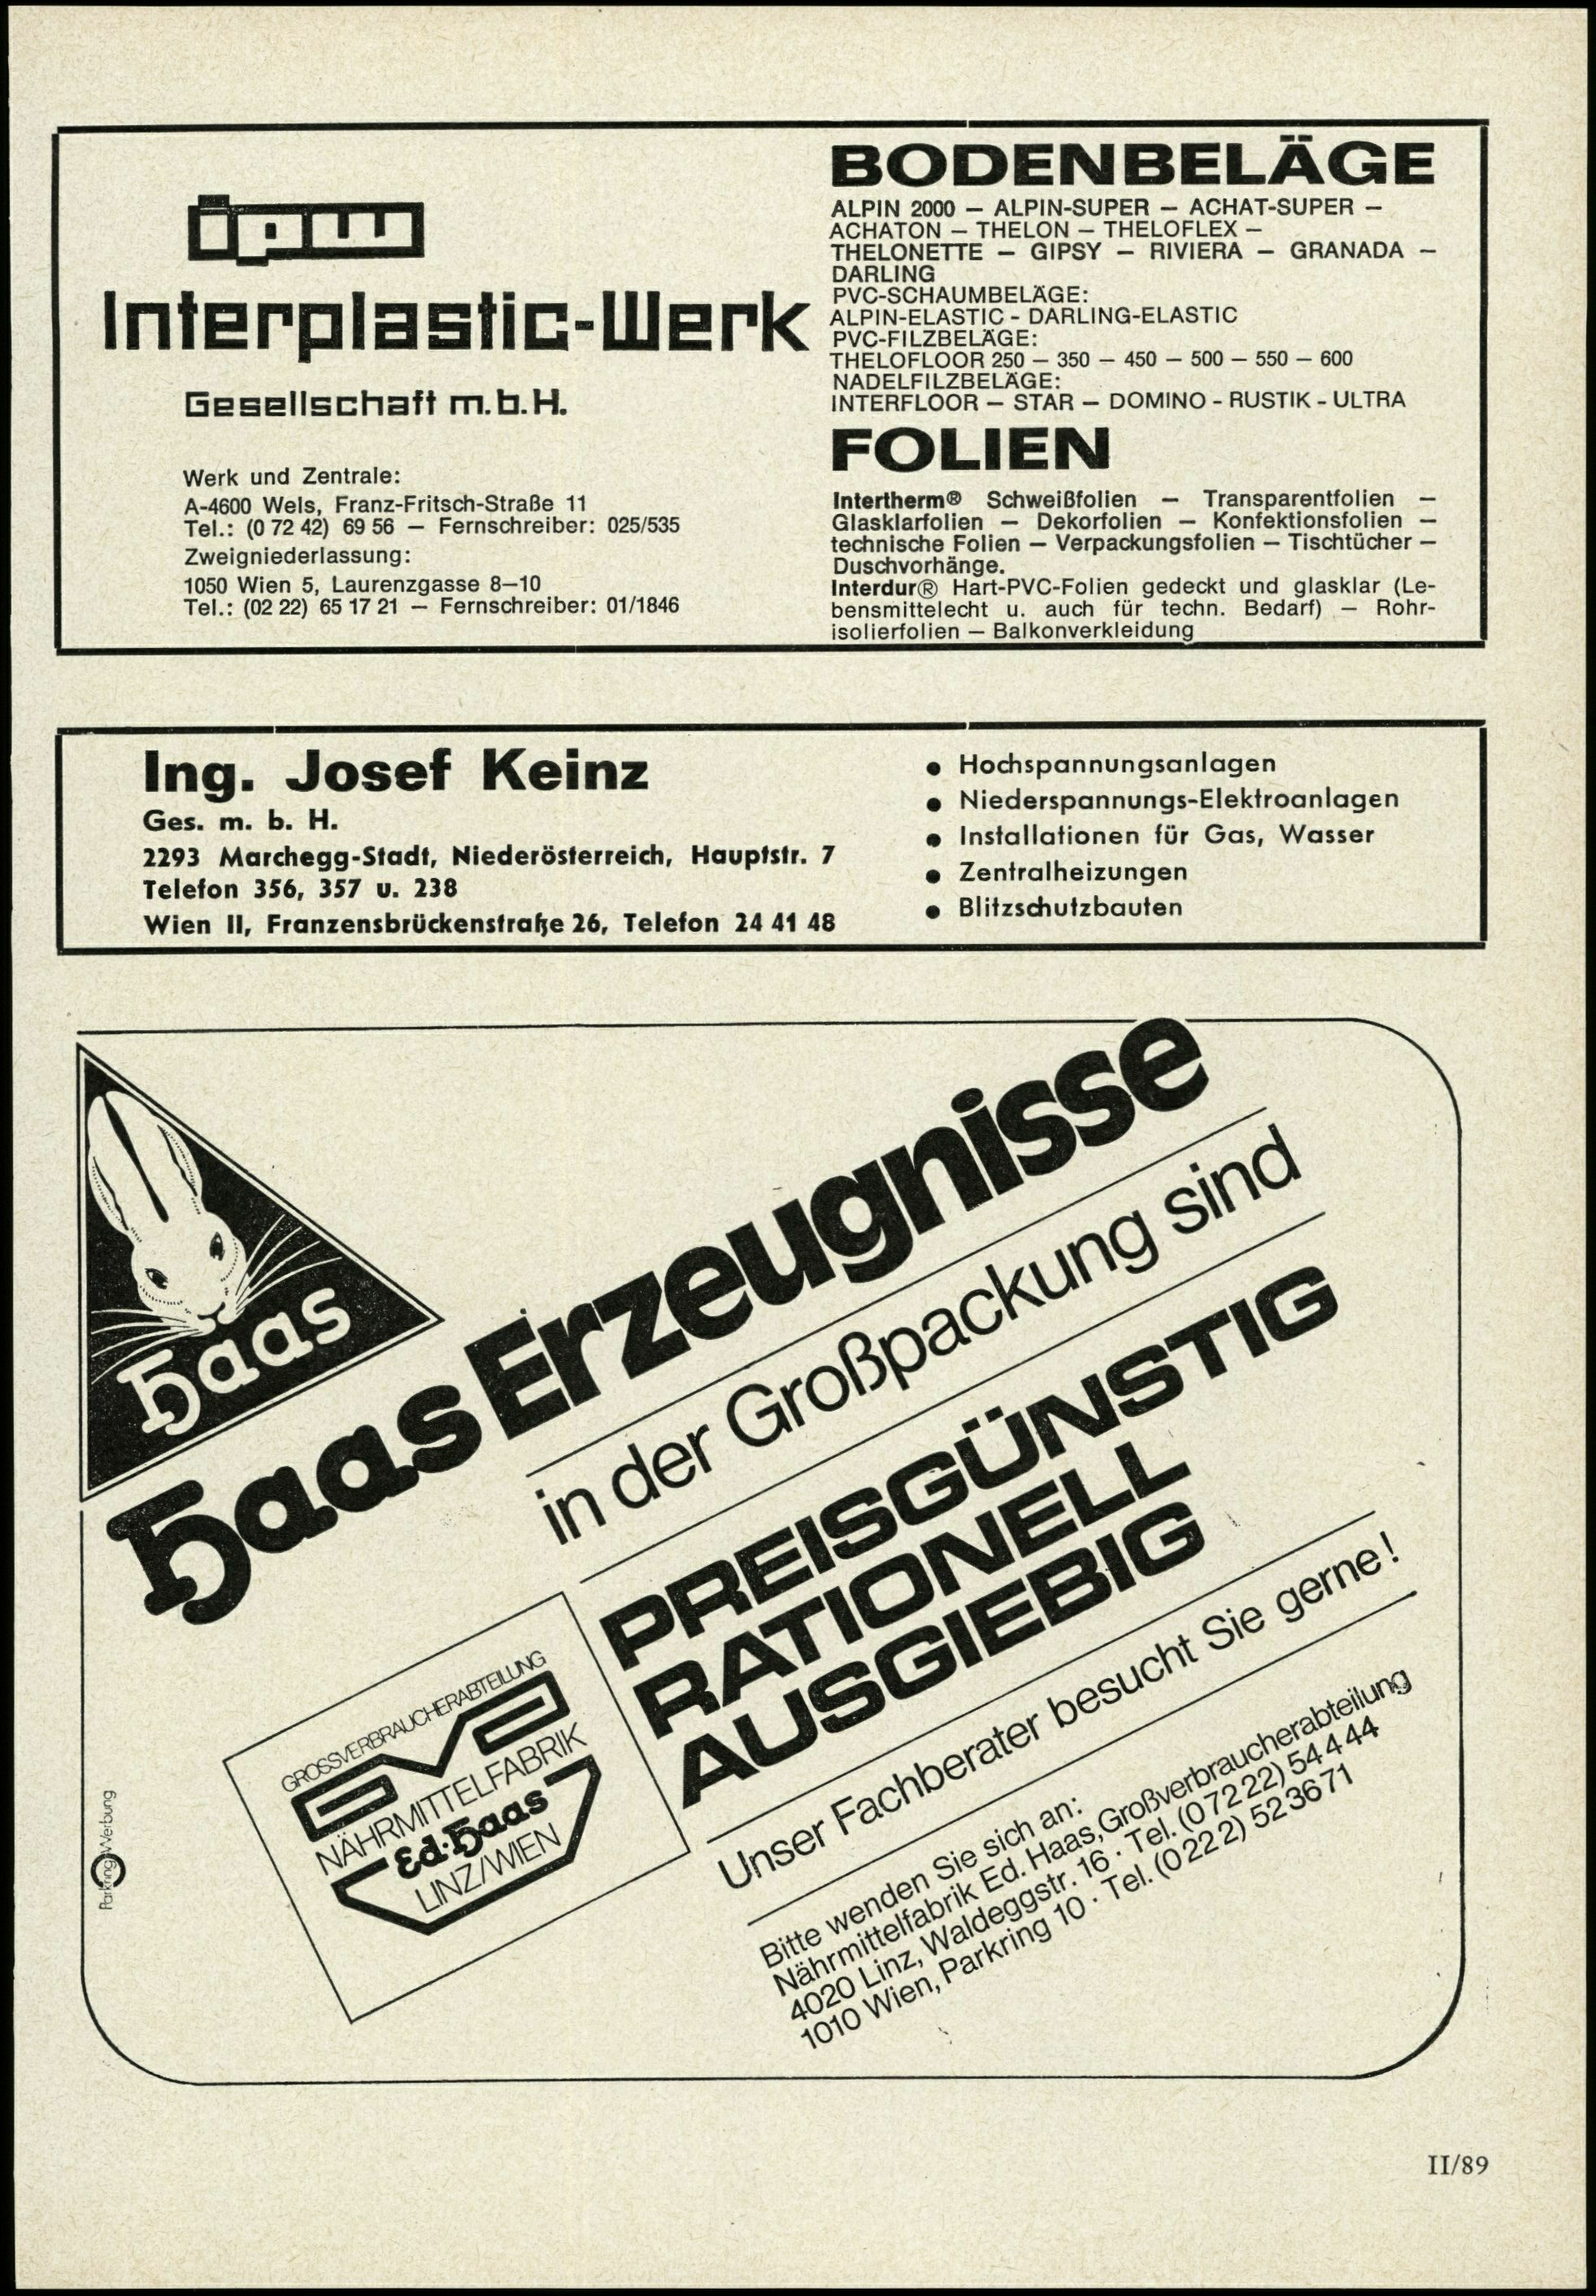 ipw
Interplastic-Werk
Gesellschaft m.b.H.
Werk und Zentrale:
A-4600 Wels, Franz-Fritsch-Straße 11
Tel.: (0 72 42) 69 56 — Fernschreiber: 025/535
Zweigniederlassung:
1050 Wien 5, Laurenzgasse 8—10
Tel.: (02 22) 65 17 21 — Fernschreiber: 01/1846
BODENBELÄGE
ALPIN 2000 — ALPIN-SUPER — ACHAT-SUPER —
ACHATON — THELON — THELOFLEX —
THELONETTE — GIPSY — RIVIERA — GRANADA —
DARLING
PVC-SCHAUMBELÄGE:
ALPIN-ELASTIC - DARLING-ELASTIC
PVC-FILZBELÄGE:
THELOFLOOR 250 — 350 — 450 — 500 — 550 — 600
NADELFILZBELÄGE:
INTERFLOOR — STAR — DOMINO - RUSTIK - ULTRA
FOLIEN
Intertherm® Schweißfolien — Transparentfolien —
Glasklarfolien — Dekorfolien — Konfektionsfolien —
technische Folien — Verpackungsfolien — Tischtücher —
Duschvorhänge.
Interdur® Hart-PVC-Folien gedeckt und glasklar (Le-
bensmittelecht u. auch für techn. Bedarf) — Rohr-
isolierfolien — Balkonverkleidung
Ing. Josef Keinz
Ges. m. b. H.
2293 Marchegg-Stadt, Niederösterreich, Hauptstr. 7
Telefon 356, 357 u. 238
Wien II, Franzensbrückenstraße 26, Telefon 24 41 48
● Hochspannungsanlagen
● Niederspannungs-Elektroanlagen
● Installationen für Gas, Wasser
● Zentralheizungen
● Blitzschutzbauten
Haas
Haas Erzeugnisse
in der Großpackung sind
PREISGÜNSTIG
RATIONELL
AUSGIEBIG
GROSSVERBRAUCHERABTEILUNG
GVA
NÄHRMITTELFABRIK
Ed. Haas
LINZ/WIEN
Unser Fachberater besucht Sie gerne!
Bitte wenden Sie sich an:
Nährmittelfabrik Ed. Haas, Großverbraucherabteilung
4020 Linz, Waldeggstr. 16 · Tel. (0 72 22) 54 4 44
1010 Wien, Parkring 10 · Tel. (0 22 2) 52 36 71
Parkring Werbung
II/89